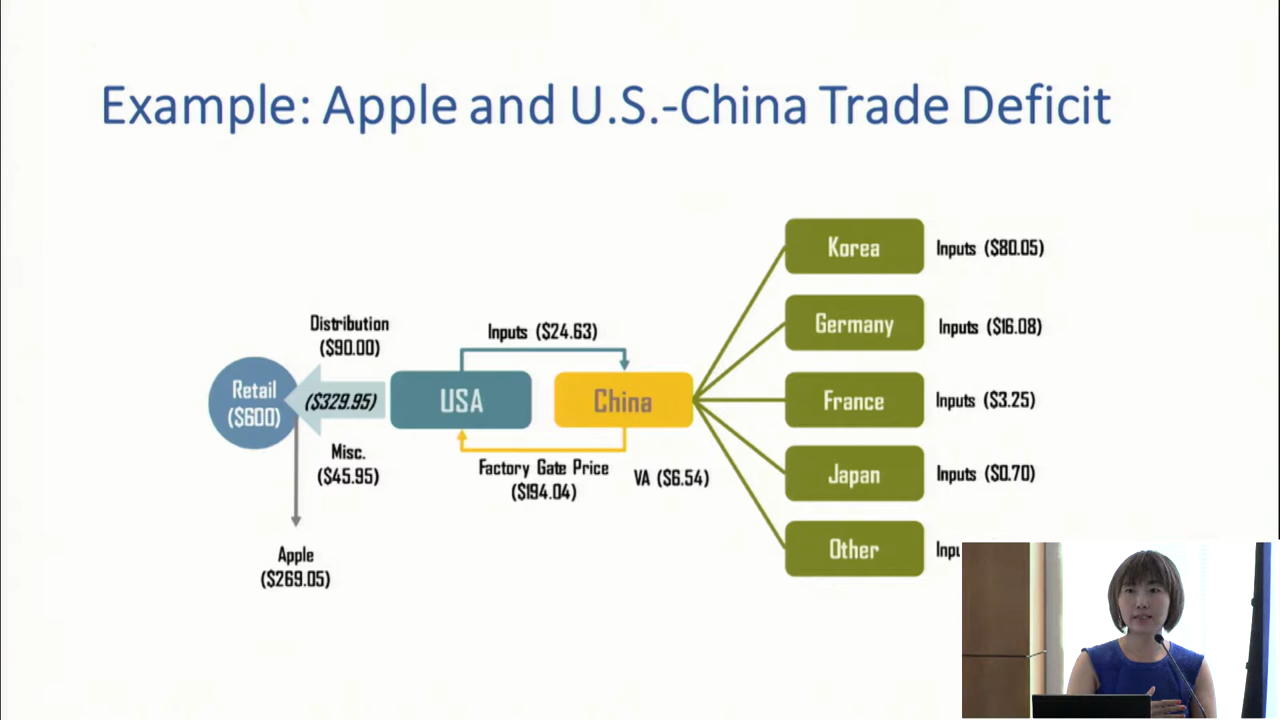 Example: Apple and U.S.-China Trade Deficit
Korea
Inputs ($80.05)
Germany
Inputs ($16.08)
France
Inputs ($3.25)
Japan
Inputs ($0.70)
Other
Distribution
($90.00)
Retail
($600)
($329.95)
Misc.
($45.95)
Apple
($269.05)
USA
Inputs ($24.63)
China
Factory Gate Price
($194.04)
VA ($6.54)